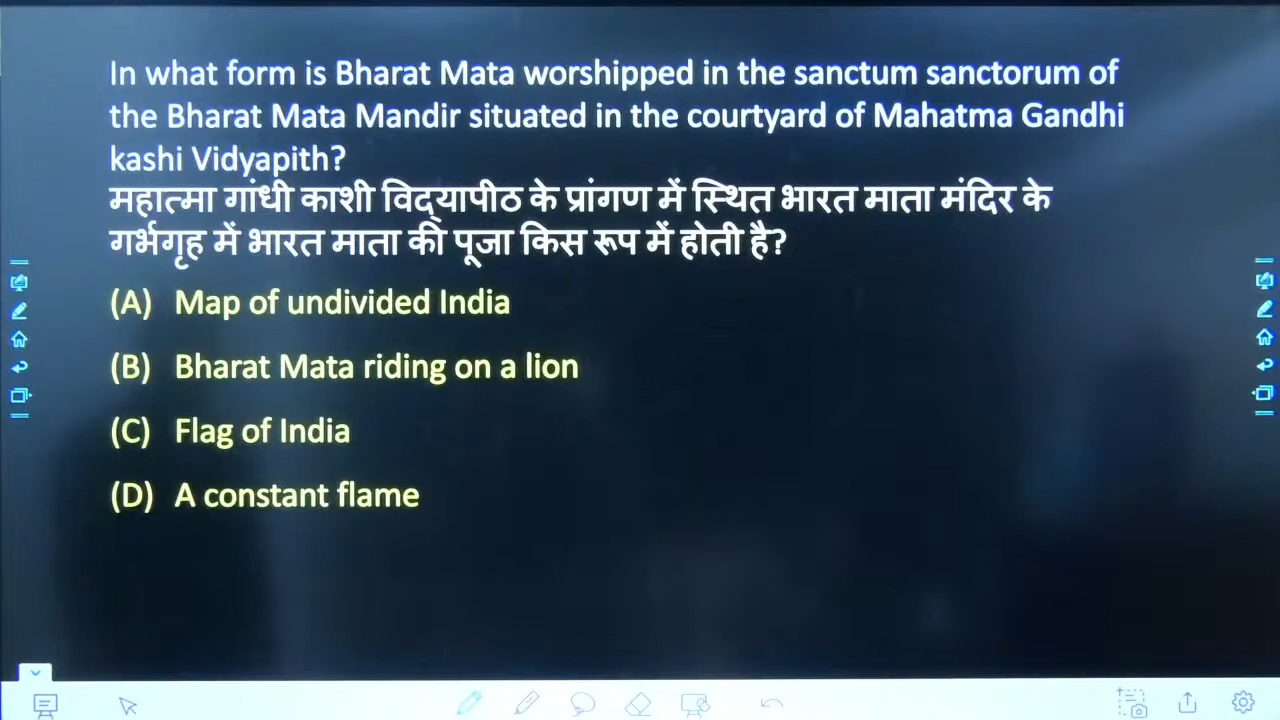 In what form is Bharat Mata worshipped in the sanctum sanctorum of
the Bharat Mata Mandir situated in the courtyard of Mahatma Gandhi
kashi Vidyapith?
महात्मा गांधी काशी विद्यापीठ के प्रांगण में स्थित भारत माता मंदिर के
गर्भगृह में भारत माता की पूजा किस रूप में होती है?
(A) Map of undivided India
(B) Bharat Mata riding on a lion
(C) Flag of India
(D) A constant flame